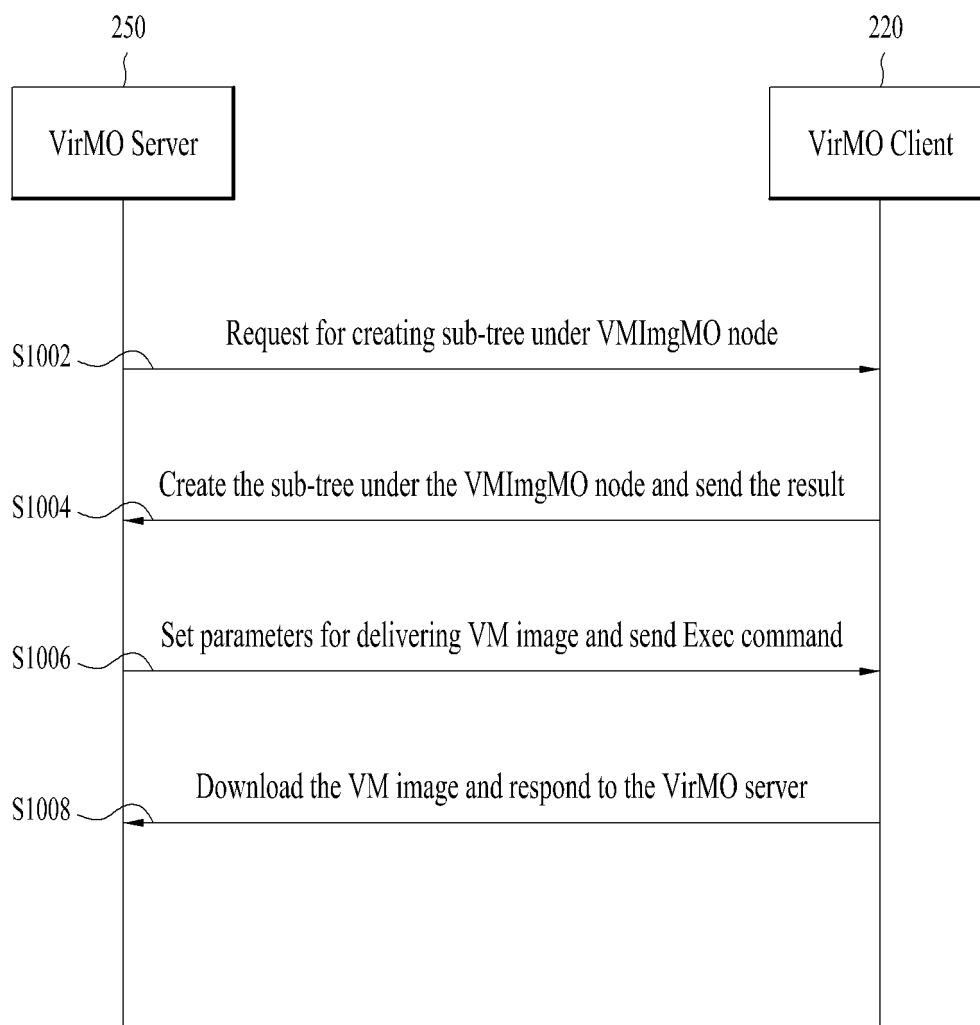 250
220
VirMO Server
VirMO Client
Request for creating sub-tree under VMImgMO node
S1002
Create the sub-tree under the VMImgMO node and send the result
S1004
Set parameters for delivering VM image and send Exec command
S1006
Download the VM image and respond to the VirMO server
S1008